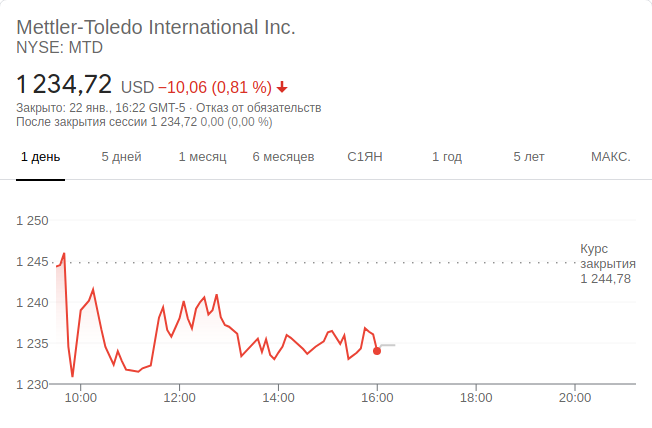 Mettler-Toledo International Inc.
NYSE: MTD
1 234,72 USD −10,06 (0,81 %)
Закрыто: 22 янв., 16:22 GMT-5 · Отказ от обязательств
После закрытия сессии 1 234,72 0,00 (0,00 %)
1 день 5 дней 1 месяц 6 месяцев С1ЯН 1 год 5 лет МАКС.
1 250
1 245
1 240
1 235
1 230
Курс
закрытия
1 244,78
10:00 12:00 14:00 16:00 18:00 20:00